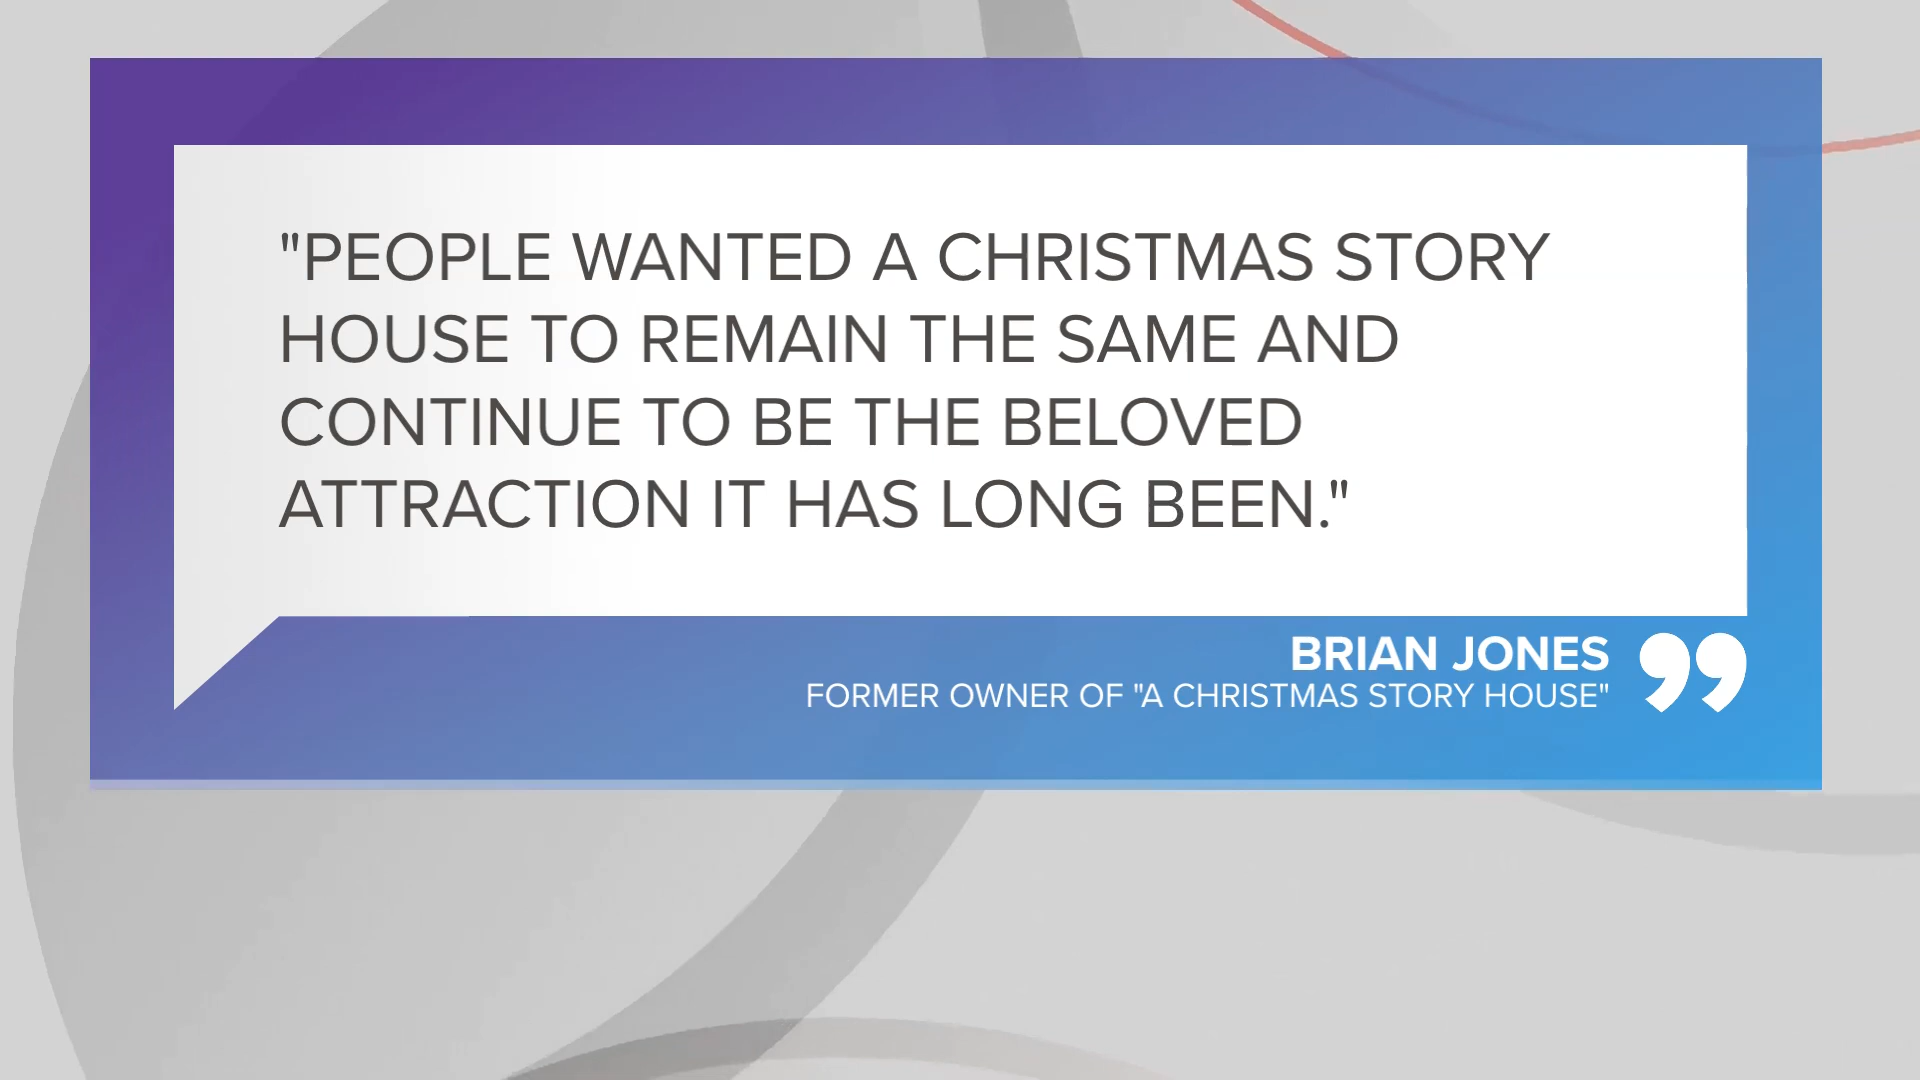 "PEOPLE WANTED A CHRISTMAS STORY
HOUSE TO REMAIN THE SAME AND
CONTINUE TO BE THE BELOVED
ATTRACTION IT HAS LONG BEEN."
BRIAN JONES
FORMER OWNER OF "A CHRISTMAS STORY HOUSE"